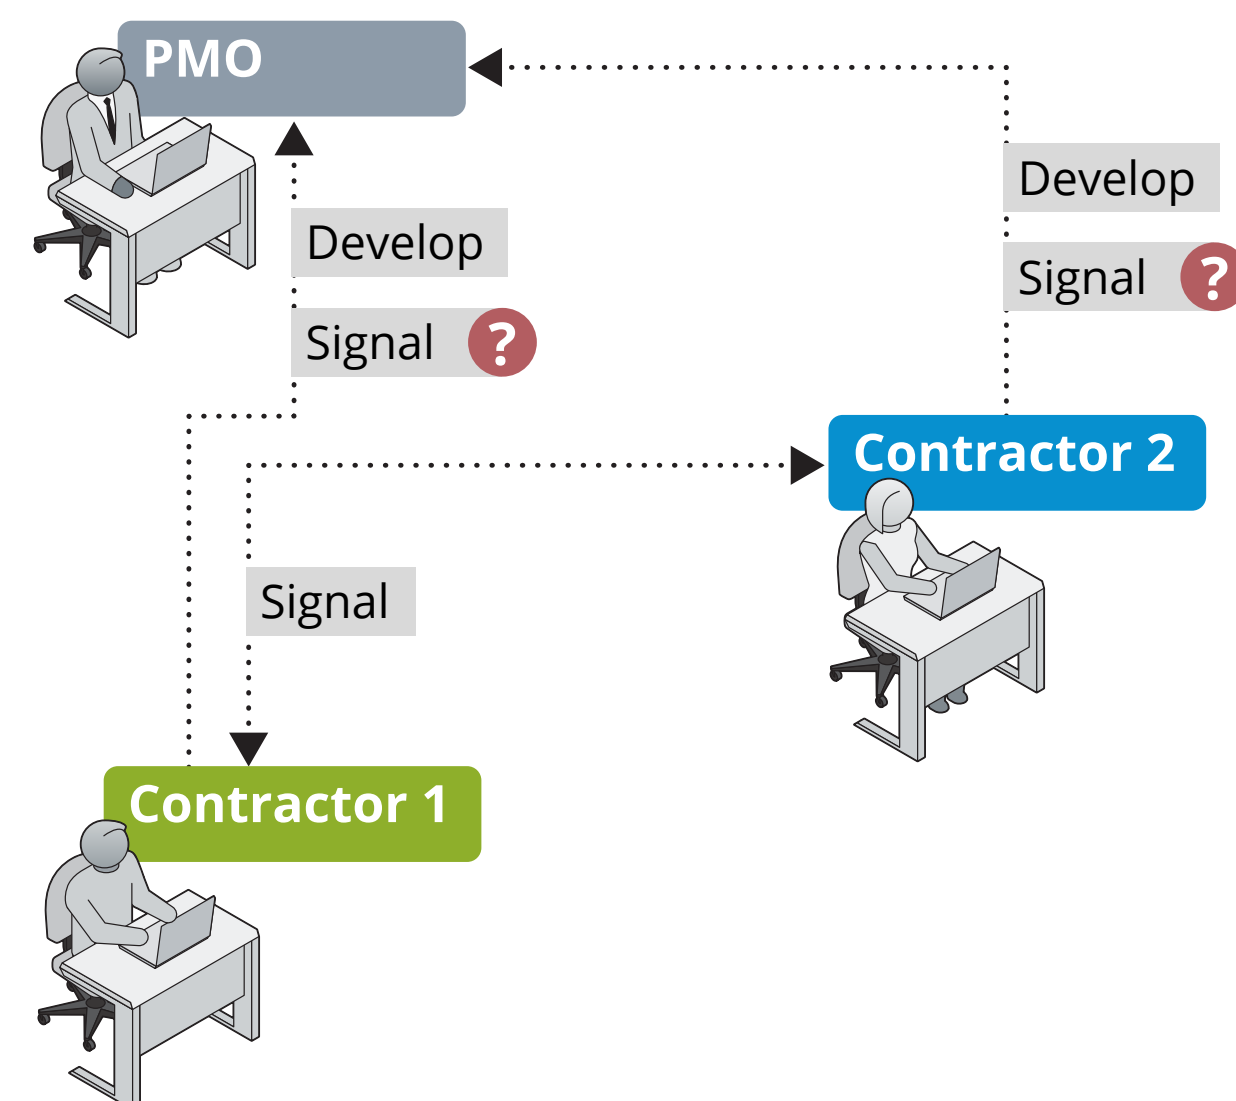 PMO
Develop
Signal ?
Develop
Signal ?
Contractor 2
Signal
Contractor 1